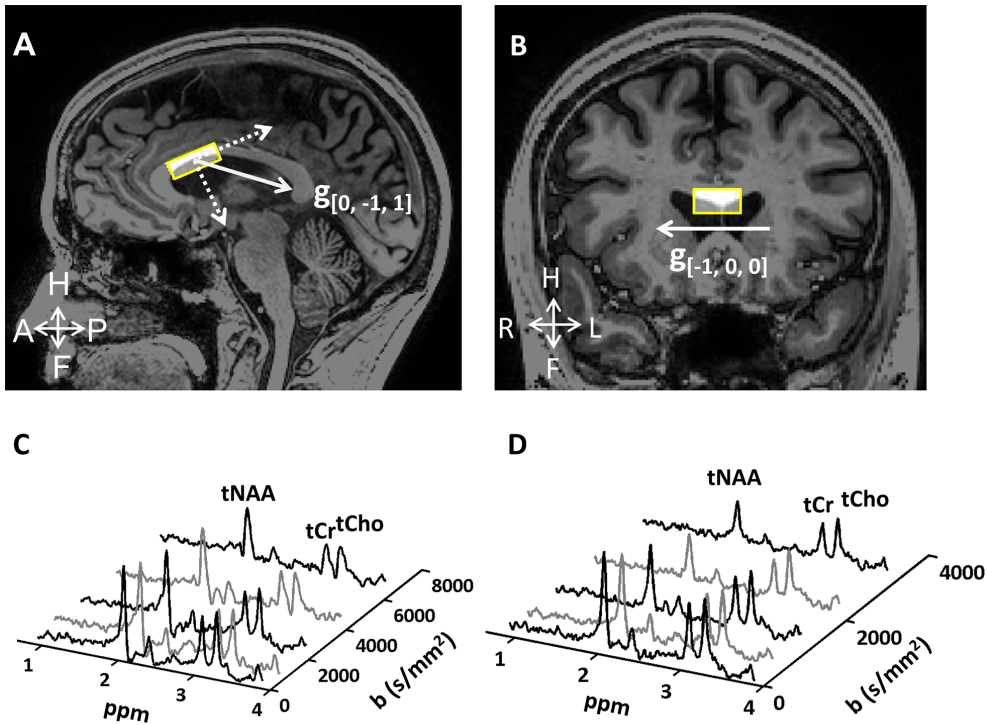 A
g[0, -1, 1]
H
A P
F
B
g[-1, 0, 0]
H
R L
F
C
tNAA
tCr tCho
8000
6000
4000
2000
0
b (s/mm²)
1
2
3
4
ppm
D
tNAA
tCr tCho
4000
2000
0
b (s/mm²)
1
2
3
4
ppm